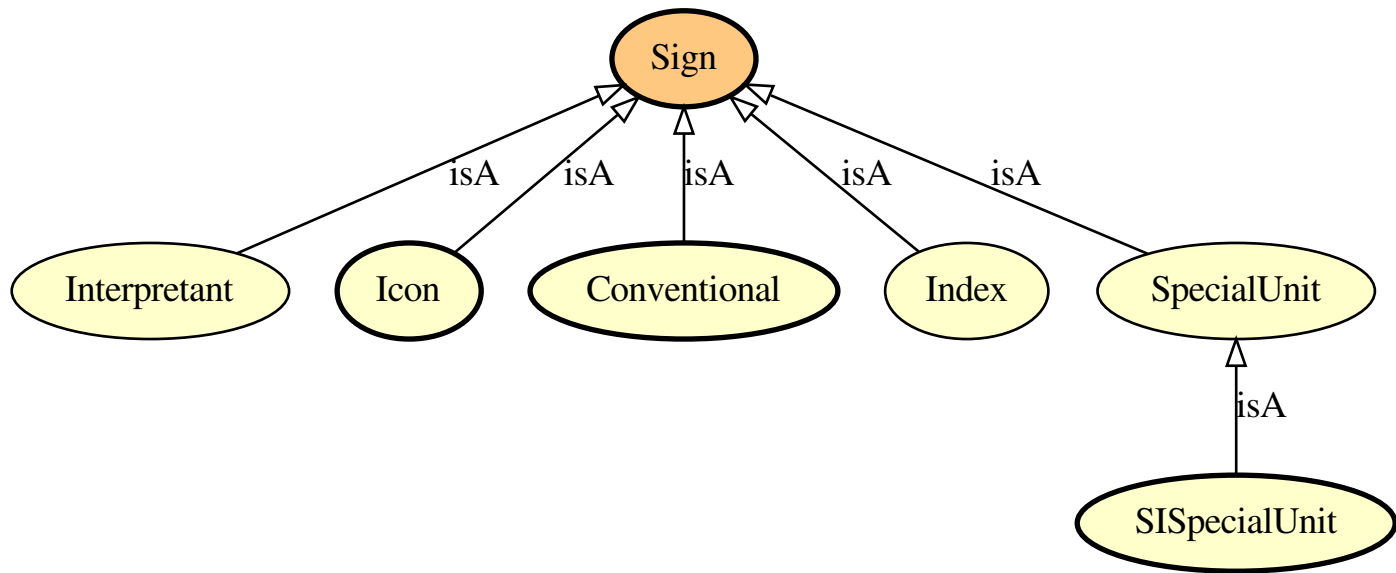 Sign
isA isA isA isA isA
Interpretant Icon Conventional Index SpecialUnit
isA
SISpecialUnit